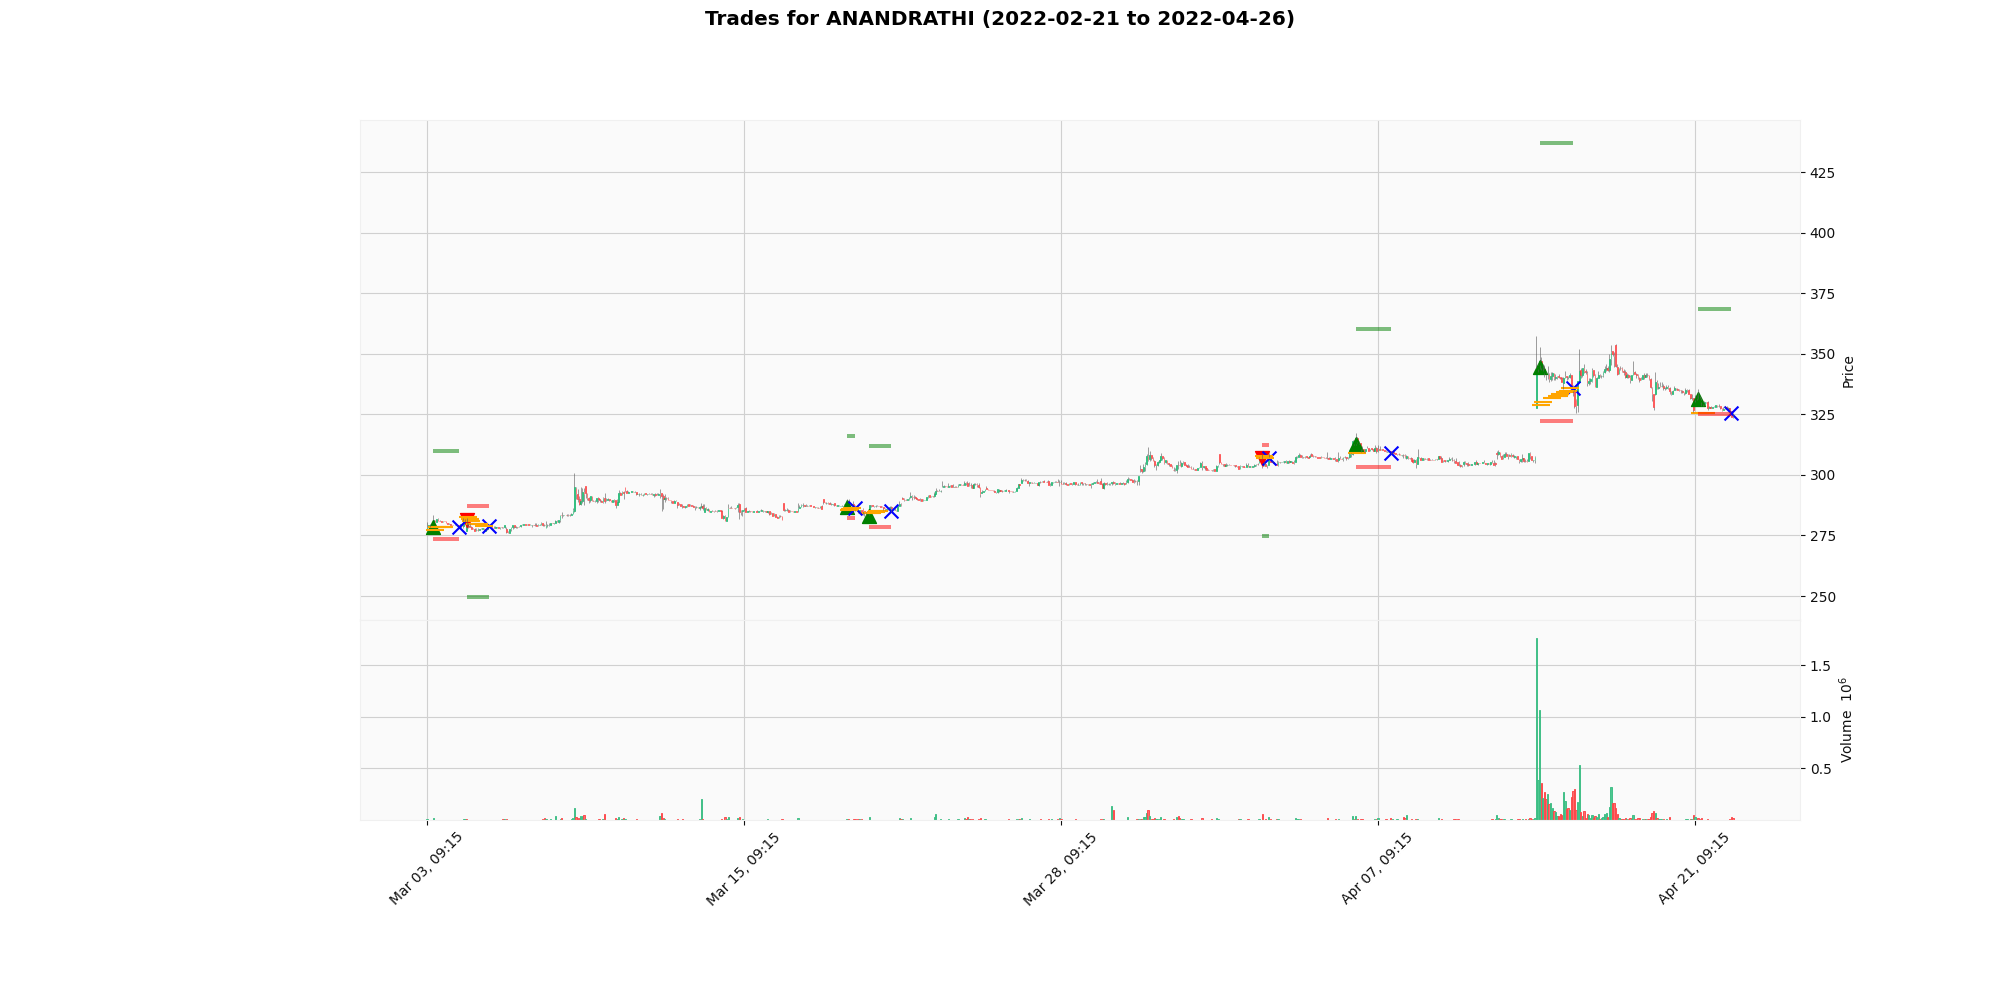 Trades for ANANDRATHI (2022-02-21 to 2022-04-26)
425
400
375
350
325
300
275
250
Price
1.5
1.0
0.5
Volume 10^6
Mar 03, 09:15
Mar 15, 09:15
Mar 28, 09:15
Apr 07, 09:15
Apr 21, 09:15